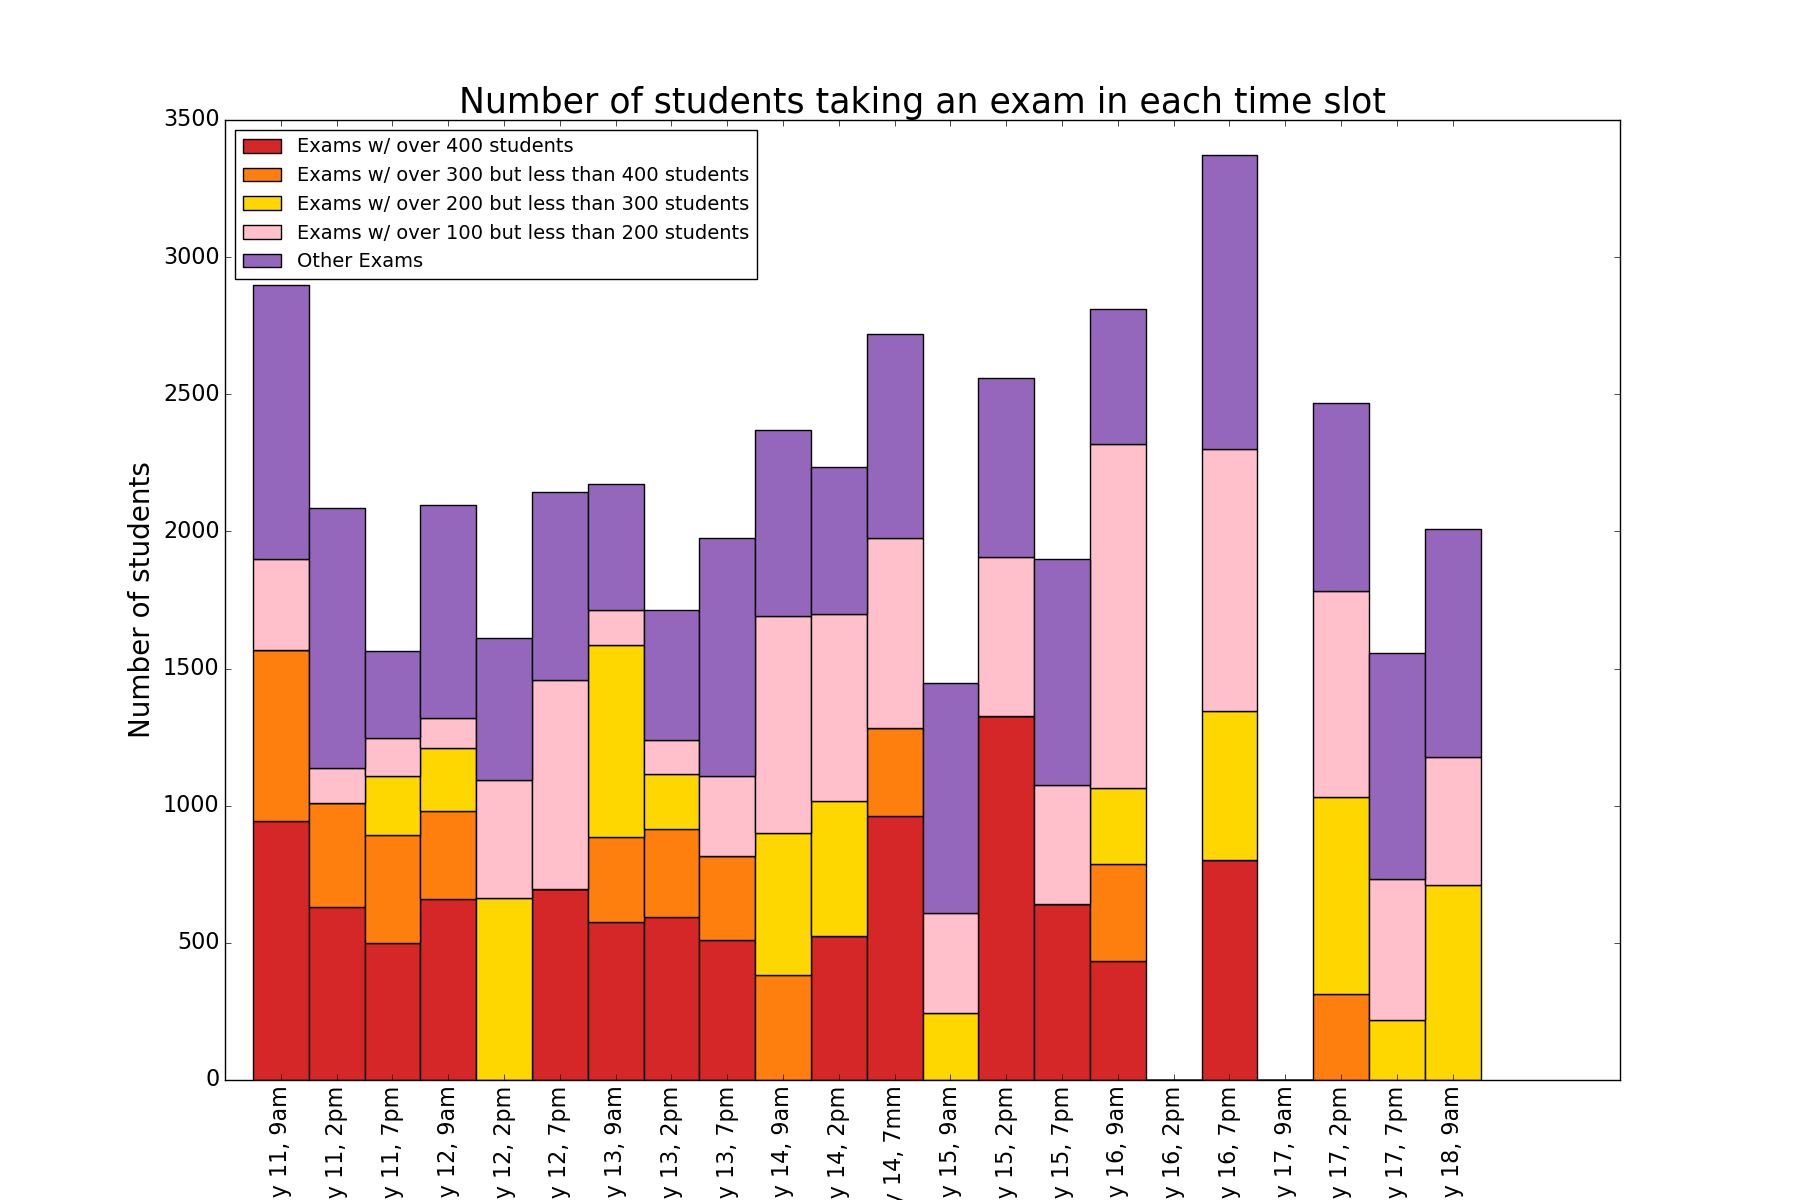 Number of students taking an exam in each time slot
3500
3000
2500
2000
1500
1000
500
0
Number of students
Exams w/ over 400 students
Exams w/ over 300 but less than 400 students
Exams w/ over 200 but less than 300 students
Exams w/ over 100 but less than 200 students
Other Exams
y 11, 9am
y 11, 2pm
y 11, 7pm
y 12, 9am
y 12, 2pm
y 12, 7pm
y 13, 9am
y 13, 2pm
y 13, 7pm
y 14, 9am
y 14, 2pm
y 14, 7mm
y 15, 9am
y 15, 2pm
y 15, 7pm
y 16, 9am
y 16, 2pm
y 16, 7pm
y 17, 9am
y 17, 2pm
y 17, 7pm
y 18, 9am